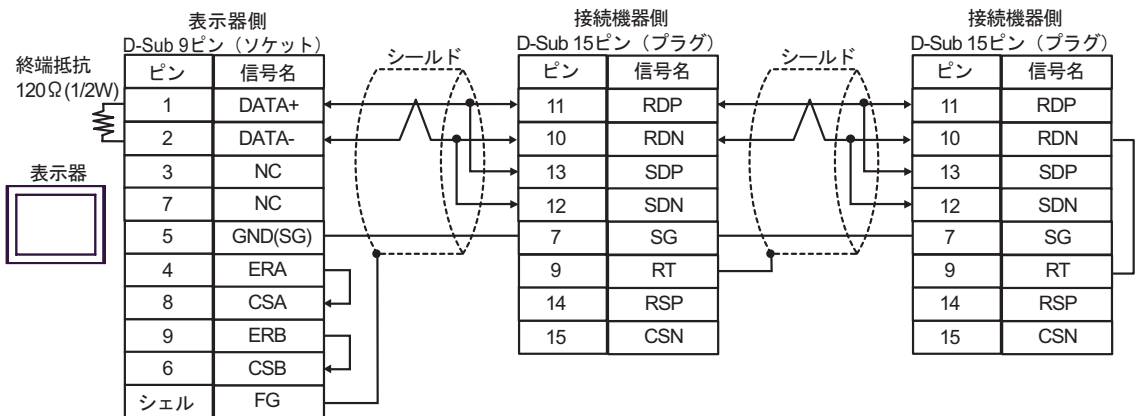 表示器側
D-Sub 9ピン（ソケット）
接続機器側
D-Sub 15ピン（プラグ）
接続機器側
D-Sub 15ピン（プラグ）
終端抵抗
120Ω(1/2W)
表示器
シールド
シールド
ピン 信号名
1 DATA+
2 DATA-
3 NC
7 NC
5 GND(SG)
4 ERA
8 CSA
9 ERB
6 CSB
シェル FG
ピン 信号名
11 RDP
10 RDN
13 SDP
12 SDN
7 SG
9 RT
14 RSP
15 CSN
ピン 信号名
11 RDP
10 RDN
13 SDP
12 SDN
7 SG
9 RT
14 RSP
15 CSN